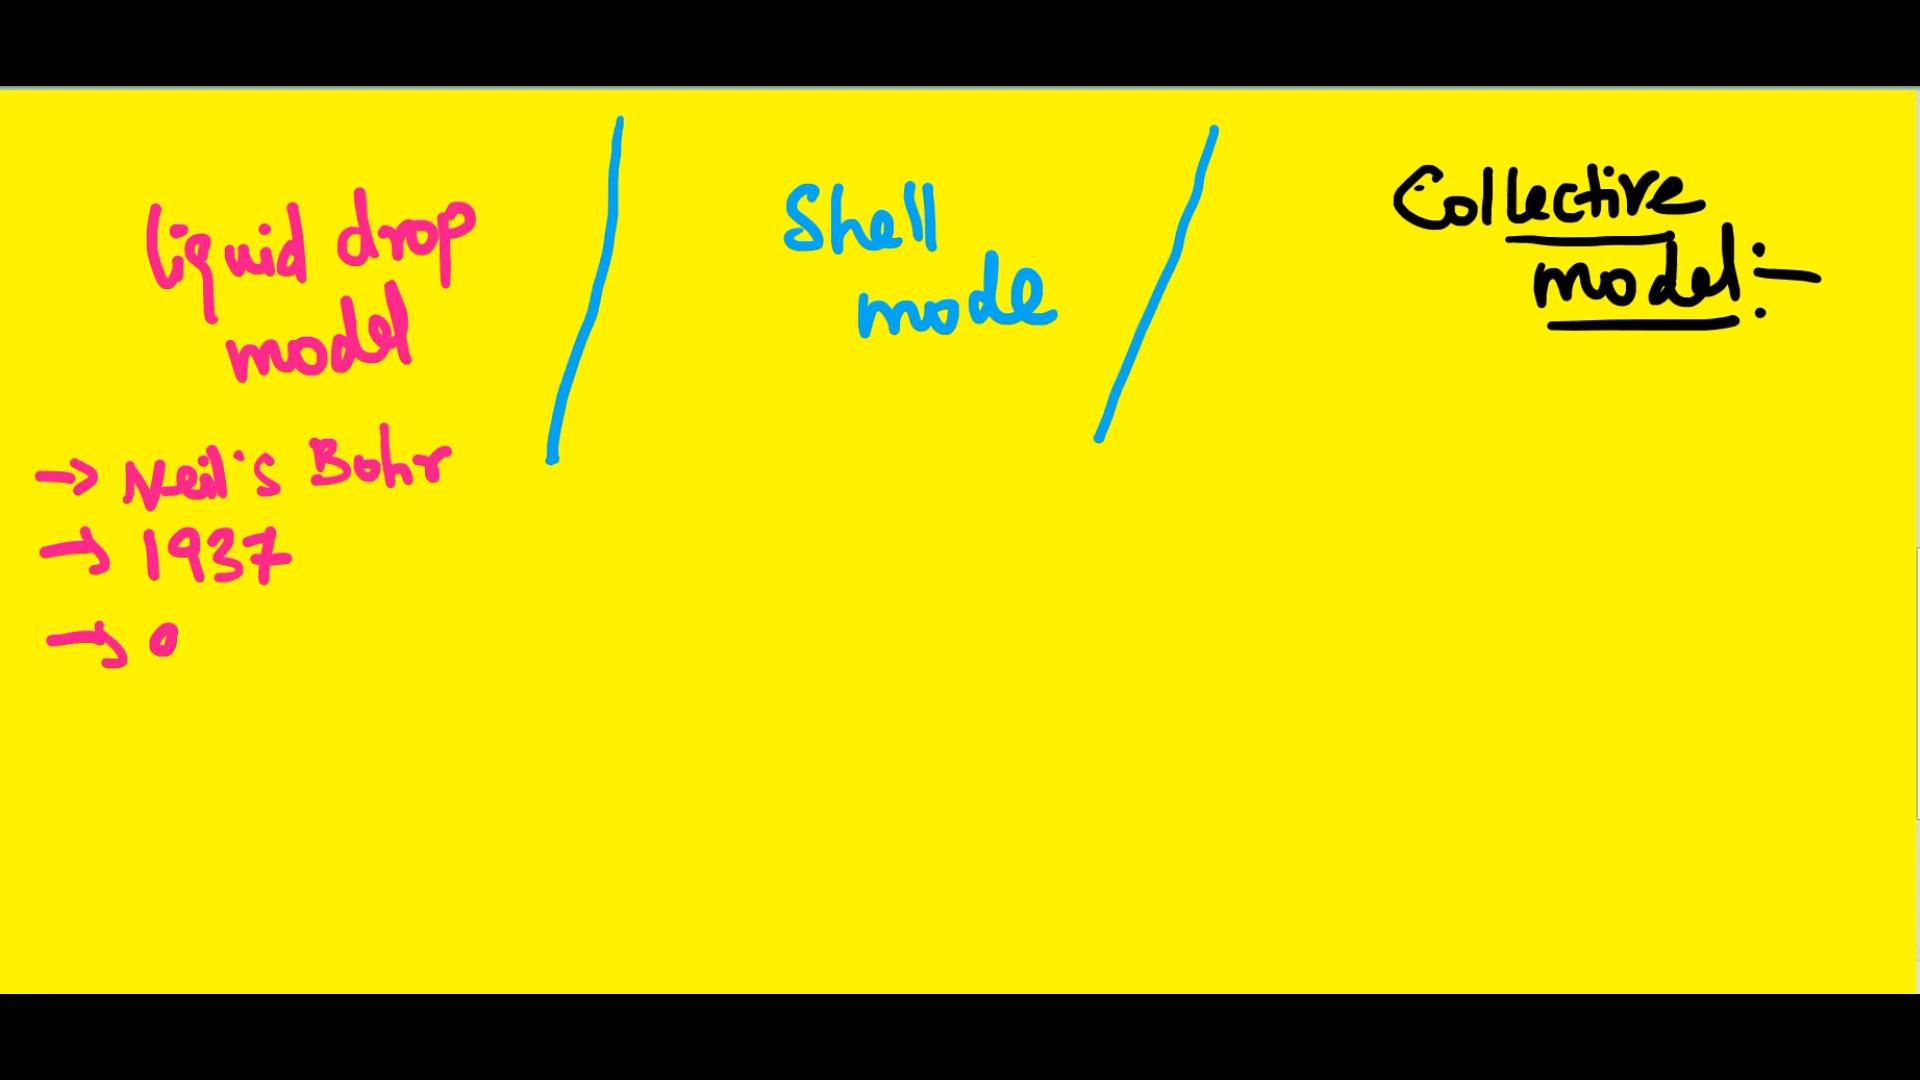 Liquid drop
model
→ Neil's Bohr
→ 1937
→ o
Shell
mode
Collective
model:-